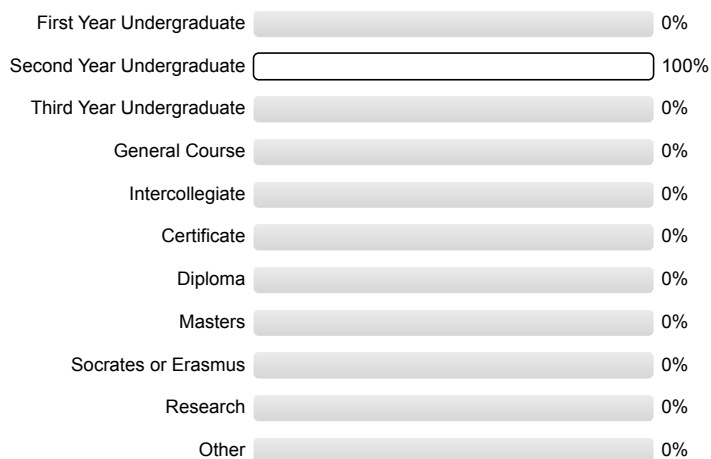 First Year Undergraduate 0%
Second Year Undergraduate 100%
Third Year Undergraduate 0%
General Course 0%
Intercollegiate 0%
Certificate 0%
Diploma 0%
Masters 0%
Socrates or Erasmus 0%
Research 0%
Other 0%